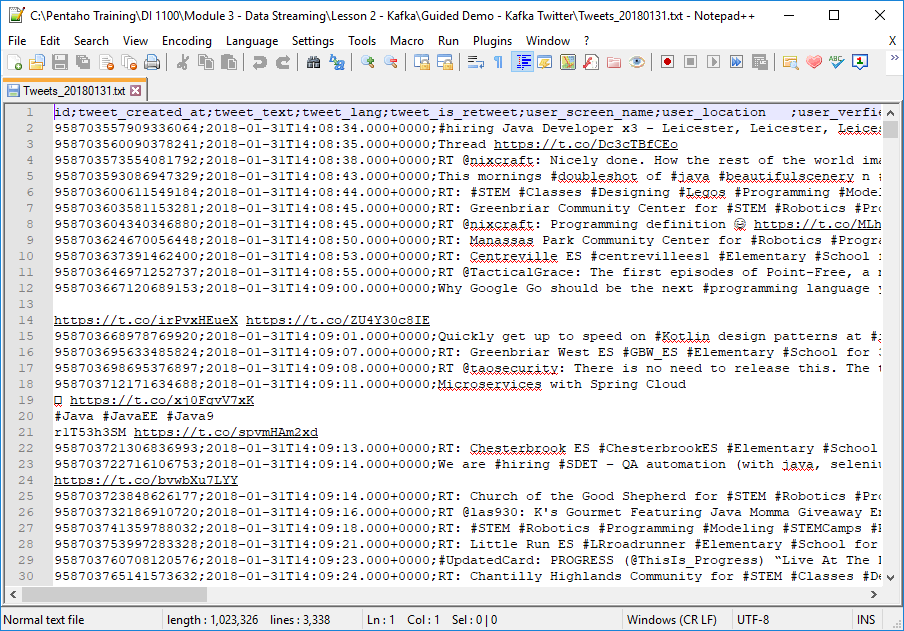 C:\Pentaho Training\DI 1100\Module 3 - Data Streaming\Lesson 2 - Kafka\Guided Demo - Kafka Twitter\Tweets_20180131.txt - Notepad++
File Edit Search View Encoding Language Settings Tools Macro Run Plugins Window ? X
Tweets_20180131.txt
1 id;tweet_created_at;tweet_text;tweet_lang;tweet_is_retweet;user_screen_name;user_location ;user_verfie
2 958703557909336064;2018-01-31T14:08:34.000+0000;#hiring Java Developer x3 - Leicester, Leicester, Leices
3 958703560090378241;2018-01-31T14:08:35.000+0000;Thread https://t.co/Dc3cTBfCEo
4 958703573554081792;2018-01-31T14:08:38.000+0000;RT @nixcraft: Nicely done. How the rest of the world ima
5 958703593086947329;2018-01-31T14:08:43.000+0000;This mornings #doubleshot of #java #beautifulscenery n #
6 958703600611549184;2018-01-31T14:08:44.000+0000;RT: #STEM #Classes #Designing #Legos #Programming #Model
7 958703603581153281;2018-01-31T14:08:45.000+0000;RT: Greenbriar Community Center for #STEM #Robotics #Pro
8 958703604340346880;2018-01-31T14:08:45.000+0000;RT @nixcraft: Programming definition 😄 https://t.co/MLh
9 958703624670056448;2018-01-31T14:08:50.000+0000;RT: Manassas Park Community Center for #Robotics #Progra
10 958703637391462400;2018-01-31T14:08:53.000+0000;RT: Centreville ES #centrevillees1 #Elementary #School f
11 958703646971252737;2018-01-31T14:08:55.000+0000;RT @TacticalGrace: The first episodes of Point-Free, a n
12 958703667120689153;2018-01-31T14:09:00.000+0000;Why Google Go should be the next #programming language y
13
14 https://t.co/irPvxHEueX https://t.co/ZU4Y30c8IE
15 958703668978769920;2018-01-31T14:09:01.000+0000;Quickly get up to speed on #Kotlin design patterns at #j
16 958703695633485824;2018-01-31T14:09:07.000+0000;RT: Greenbriar West ES #GBW_ES #Elementary #School for 3
17 958703698695376897;2018-01-31T14:09:08.000+0000;RT @taosecurity: There is no need to release this. The t
18 958703712171634688;2018-01-31T14:09:11.000+0000;Microservices with Spring Cloud
19 https://t.co/xj0FqvV7xK
20 #Java #JavaEE #Java9
21 rlT53h3SM https://t.co/spvmHAm2xd
22 958703721306836993;2018-01-31T14:09:13.000+0000;RT: Chesterbrook ES #ChesterbrookES #Elementary #School
23 958703722716106753;2018-01-31T14:09:14.000+0000;We are #hiring #SDET – QA automation (with java, seleniu
24 https://t.co/bvwbXu7LYY
25 958703723848626177;2018-01-31T14:09:14.000+0000;RT: Church of the Good Shepherd for #STEM #Robotics #Pro
26 958703732186910720;2018-01-31T14:09:16.000+0000;RT @las930: K's Gourmet Featuring Java Momma Giveaway En
27 958703741359788032;2018-01-31T14:09:18.000+0000;RT: #STEM #Robotics #Programming #Modeling #STEMCamps #L
28 958703753997283328;2018-01-31T14:09:21.000+0000;RT: Little Run ES #LRroadrunner #Elementary #School for
29 958703760708120576;2018-01-31T14:09:23.000+0000;#UpdatedCard: PROGRESS (@ThisIs_Progress) “Live At The I
30 958703765141573632;2018-01-31T14:09:24.000+0000;RT: Chantilly Highlands Community for #STEM #Classes #De
Normal text file length : 1,023,326 lines : 3,338 Ln : 1 Col : 1 Sel : 0 | 0 Windows (CR LF) UTF-8 INS